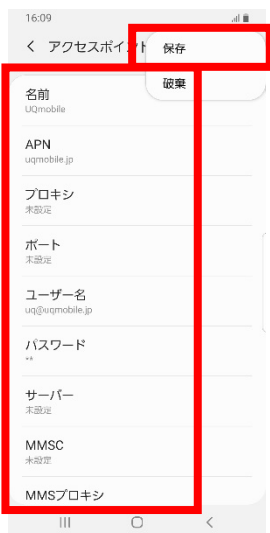 16:09
アクセスポイント
保存
破棄
名前
UQmobile
APN
uqmobile.jp
プロキシ
未設定
ポート
未設定
ユーザー名
uq@uqmobile.jp
パスワード
**
サーバー
未設定
MMSC
未設定
MMSプロキシ